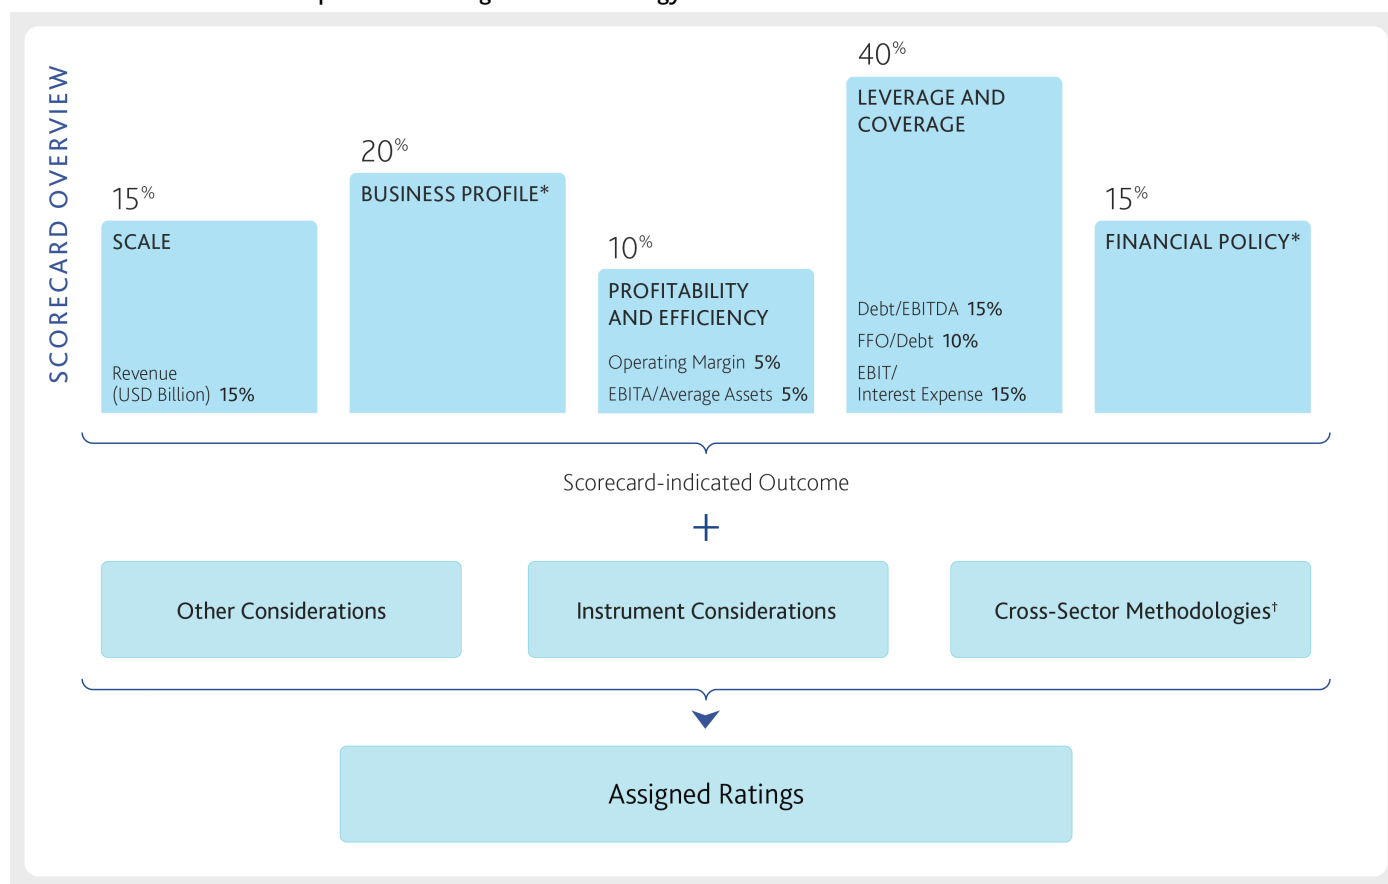 SCORECARD OVERVIEW
15%
SCALE
Revenue
(USD Billion) 15%
20%
BUSINESS PROFILE*
10%
PROFITABILITY
AND EFFICIENCY
Operating Margin 5%
EBITA/Average Assets 5%
40%
LEVERAGE AND
COVERAGE
Debt/EBITDA 15%
FFO/Debt 10%
EBIT/
Interest Expense 15%
15%
FINANCIAL POLICY*
Scorecard-indicated Outcome
+
Other Considerations
Instrument Considerations
Cross-Sector Methodologies†
Assigned Ratings